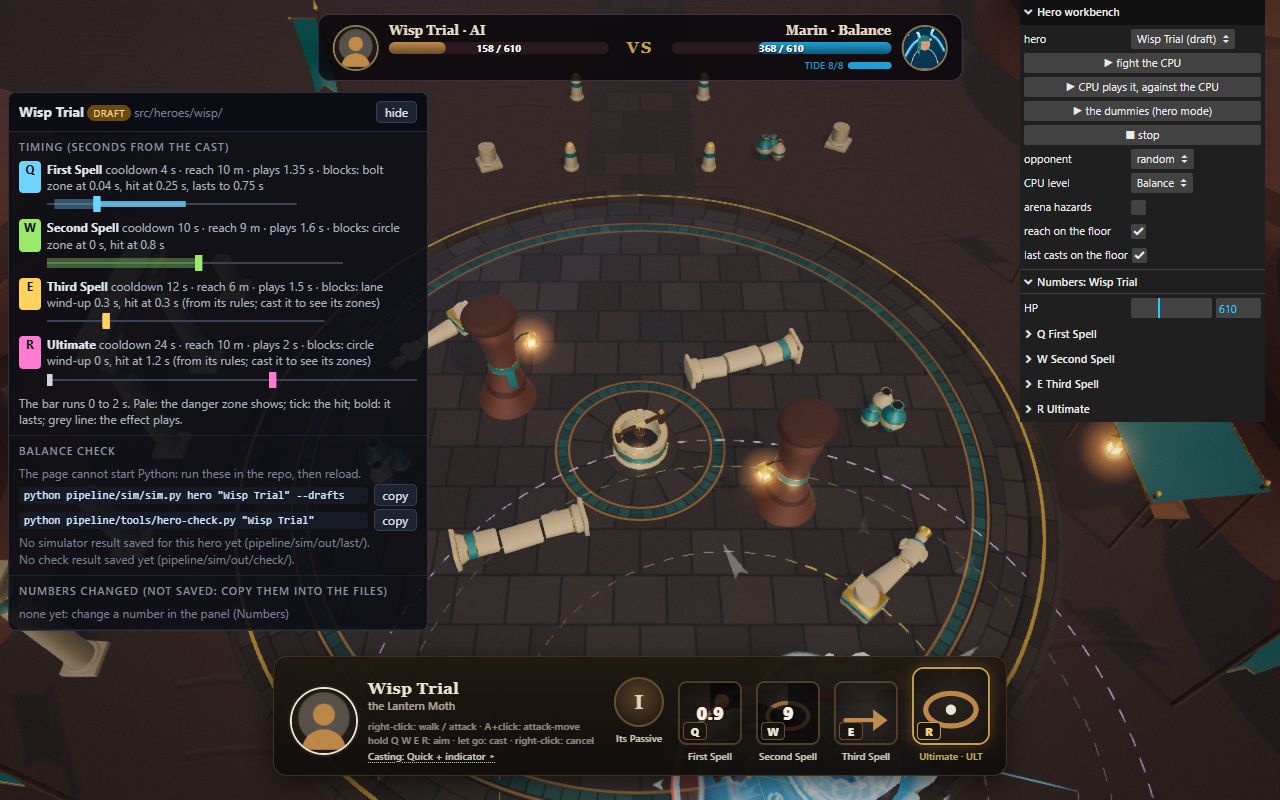 Wisp Trial · AI
158 / 610
VS
Marin · Balance
368 / 610
TIDE 8/8
Wisp Trial DRAFT src/heroes/wisp/
hide
TIMING (SECONDS FROM THE CAST)
Q
First Spell cooldown 4 s · reach 10 m · plays 1.35 s · blocks: bolt
zone at 0.04 s, hit at 0.25 s, lasts to 0.75 s
W
Second Spell cooldown 10 s · reach 9 m · plays 1.6 s · blocks: circle
zone at 0 s, hit at 0.8 s
E
Third Spell cooldown 12 s · reach 6 m · plays 1.5 s · blocks: lane
wind-up 0.3 s, hit at 0.3 s (from its rules; cast it to see its zones)
R
Ultimate cooldown 24 s · reach 10 m · plays 2 s · blocks: circle
wind-up 0 s, hit at 1.2 s (from its rules; cast it to see its zones)
The bar runs 0 to 2 s. Pale: the danger zone shows; tick: the hit; bold: it
lasts; grey line: the effect plays.
BALANCE CHECK
The page cannot start Python: run these in the repo, then reload.
python pipeline/sim/sim.py hero "Wisp Trial" --drafts
copy
python pipeline/tools/hero-check.py "Wisp Trial"
copy
No simulator result saved for this hero yet (pipeline/sim/out/last/).
No check result saved yet (pipeline/sim/out/check/).
NUMBERS CHANGED (NOT SAVED: COPY THEM INTO THE FILES)
none yet: change a number in the panel (Numbers)
Hero workbench
hero
Wisp Trial (draft)
fight the CPU
CPU plays it, against the CPU
the dummies (hero mode)
stop
opponent
random
CPU level
Balance
arena hazards
reach on the floor
last casts on the floor
Numbers: Wisp Trial
HP
610
Q First Spell
W Second Spell
E Third Spell
R Ultimate
Wisp Trial
the Lantern Moth
right-click: walk / attack · A+click: attack-move
hold Q W E R: aim · let go: cast · right-click: cancel
Casting: Quick + indicator
I
Its Passive
0.9
Q
First Spell
9
W
Second Spell
E
Third Spell
R
Ultimate · ULT